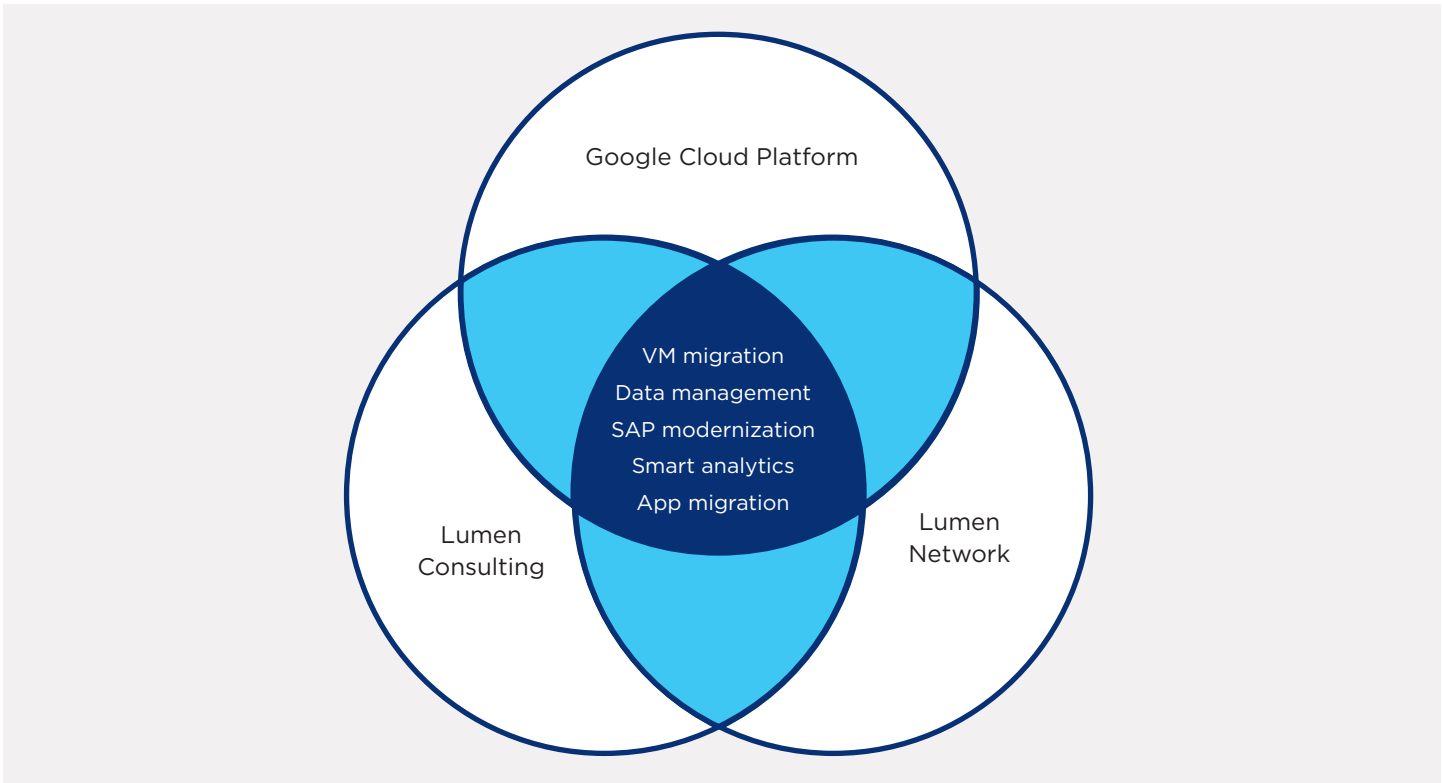 Google Cloud Platform
VM migration
Data management
SAP modernization
Smart analytics
App migration
Lumen
Consulting
Lumen
Network